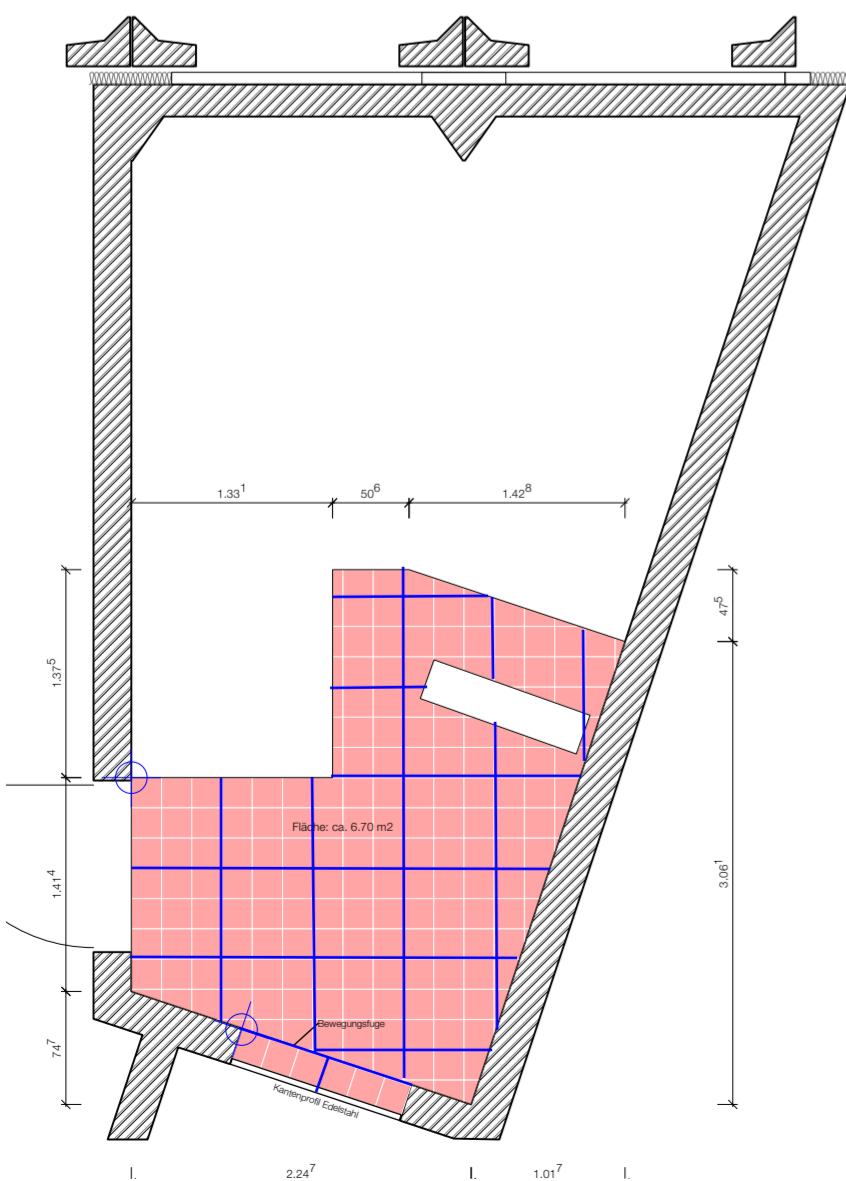 1.33¹ 50⁶ 1.42⁸
47⁵
1.37⁵
Fläche: ca. 6.70 m2
1.41⁴
3.06¹
Bewegungsfuge
74⁷
Kantenprofil Edelstahl
2.24⁷ 1.01⁷